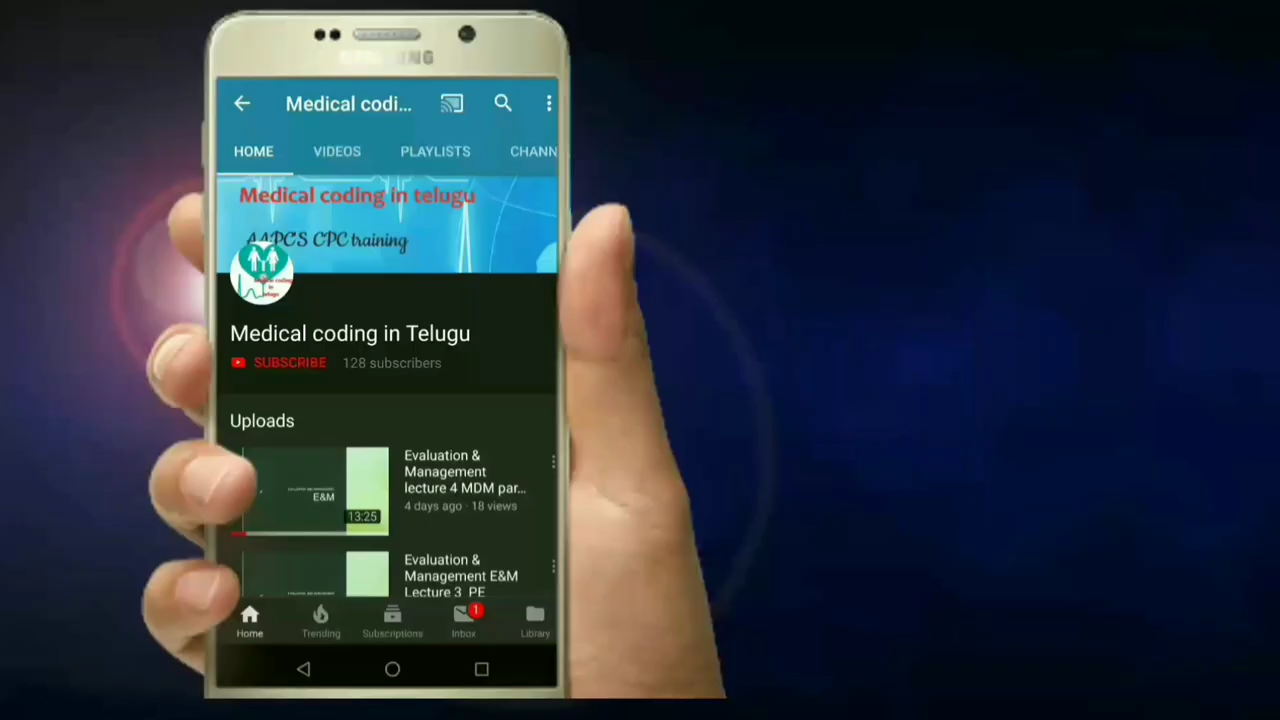 Medical codi...
HOME VIDEOS PLAYLISTS CHANN
Medical coding in telugu
AAPC'S CPC training
Medical coding in Telugu
SUBSCRIBE 128 subscribers
Uploads
Evaluation &
Management
lecture 4 MDM par...
4 days ago · 18 views
E&M
13:25
Evaluation &
Management E&M
Lecture 3 PE
1
Home Trending Subscriptions Inbox Library